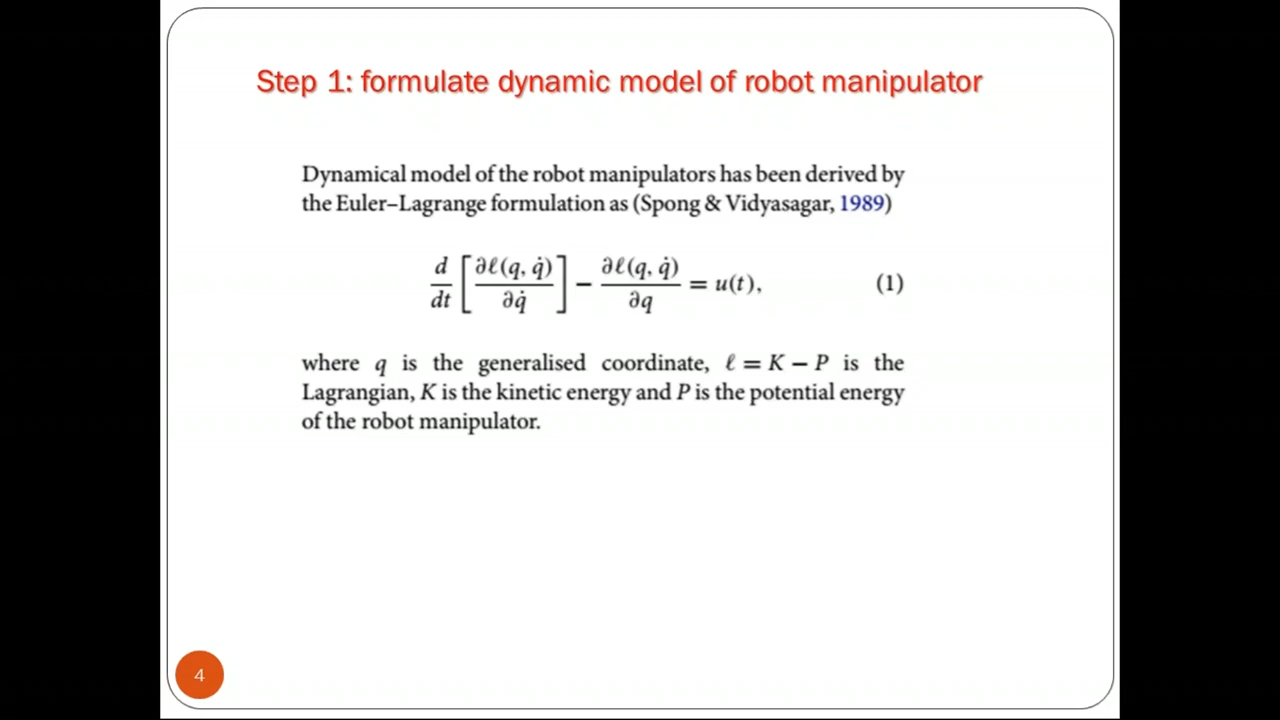 Step 1: formulate dynamic model of robot manipulator
Dynamical model of the robot manipulators has been derived by
the Euler–Lagrange formulation as (Spong & Vidyasagar, 1989)
d/dt [∂ℓ(q, q̇)/∂q̇] − ∂ℓ(q, q̇)/∂q = u(t), (1)
where q is the generalised coordinate, ℓ = K − P is the
Lagrangian, K is the kinetic energy and P is the potential energy
of the robot manipulator.
4